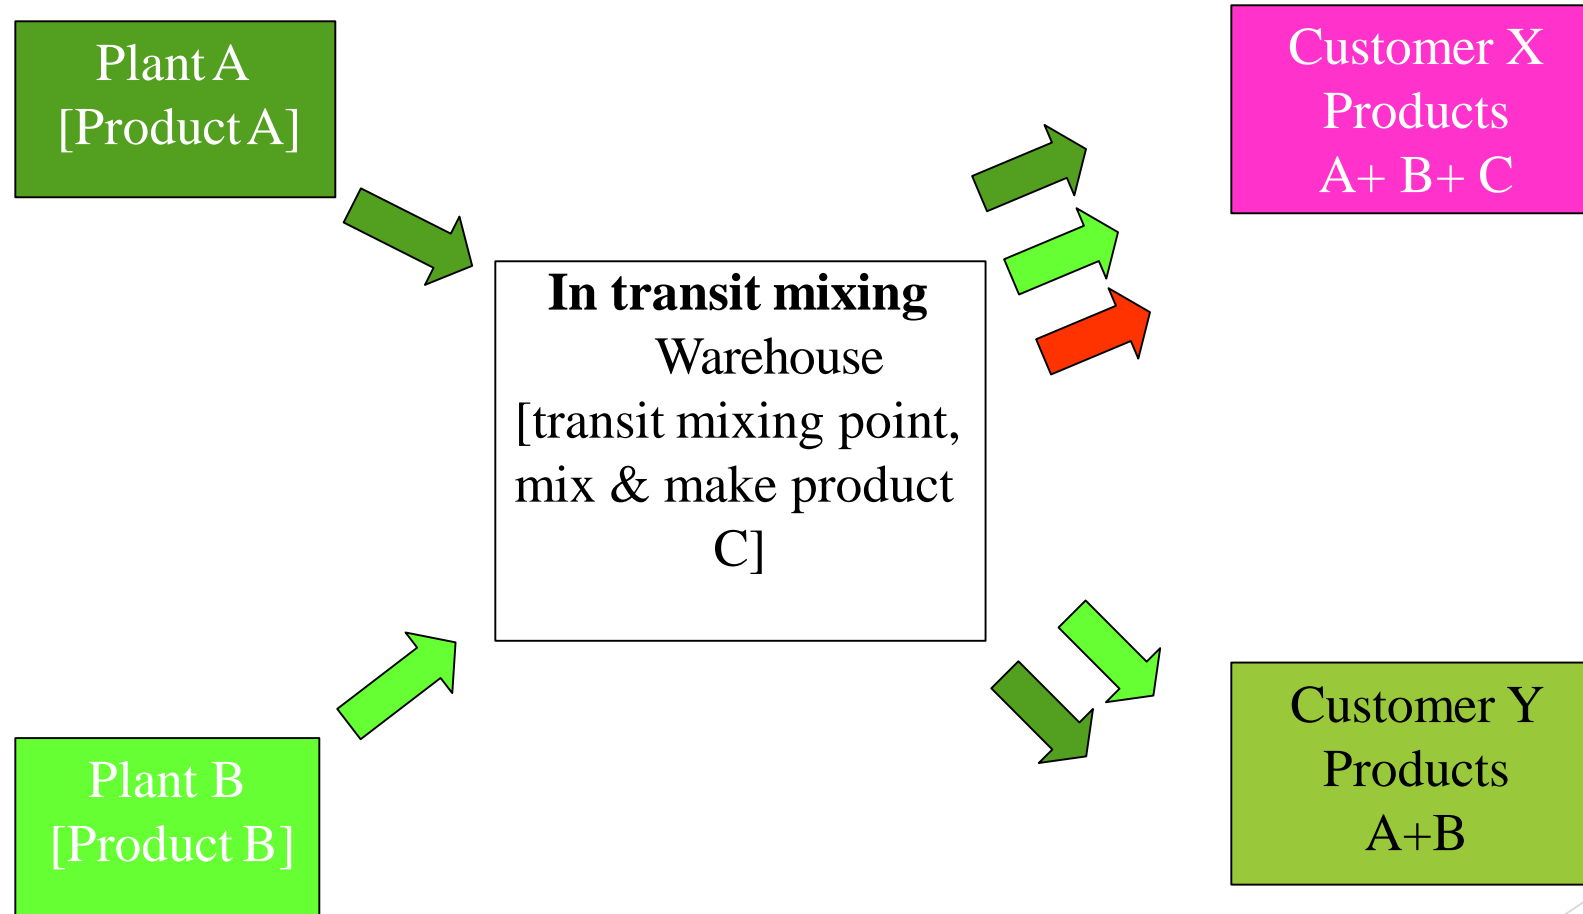 Plant A
[Product A]
Customer X
Products
A+ B+ C
In transit mixing
Warehouse
[transit mixing point,
mix & make product
C]
Plant B
[Product B]
Customer Y
Products
A+B